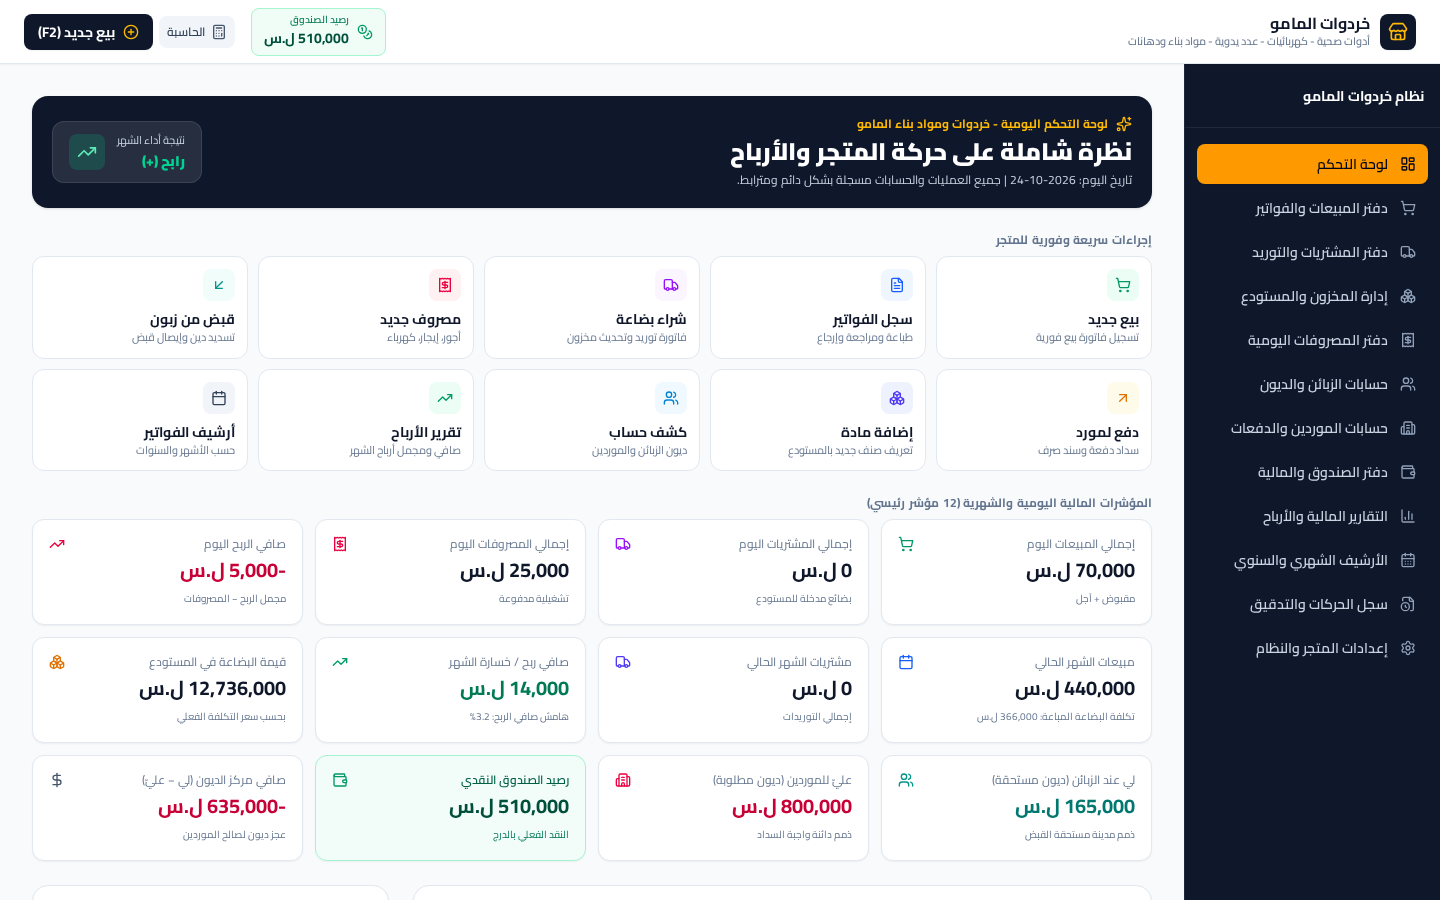 خردوات المامو
أدوات صحية - كهربائيات - عدد يدوية - مواد بناء ودهانات
رصيد الصندوق
510,000 ل.س
الحاسبة
بيع جديد (F2)
نظام خردوات المامو
لوحة التحكم
دفتر المبيعات والفواتير
دفتر المشتريات والتوريد
إدارة المخزون والمستودع
دفتر المصروفات اليومية
حسابات الزبائن والديون
حسابات الموردين والدفعات
دفتر الصندوق والمالية
التقارير المالية والأرباح
الأرشيف الشهري والسنوي
سجل الحركات والتدقيق
إعدادات المتجر والنظام
لوحة التحكم اليومية - خردوات ومواد بناء المامو
نظرة شاملة على حركة المتجر والأرباح
تاريخ اليوم: 2026-10-24 | جميع العمليات والحسابات مسجلة بشكل دائم ومترابط.
نتيجة أداء الشهر
رابح (+)
إجراءات سريعة وفورية للمتجر
بيع جديد
تسجيل فاتورة بيع فورية
سجل الفواتير
طباعة ومراجعة وإرجاع
شراء بضاعة
فاتورة توريد وتحديث مخزون
مصروف جديد
أجور، إيجار، كهرباء
قبض من زبون
تسديد دين وإيصال قبض
دفع لمورد
سداد دفعة وسند صرف
إضافة مادة
تعريف صنف جديد بالمستودع
كشف حساب
ديون الزبائن والموردين
تقرير الأرباح
صافي ومجمل أرباح الشهر
أرشيف الفواتير
حسب الأشهر والسنوات
المؤشرات المالية اليومية والشهرية (12 مؤشر رئيسي)
إجمالي المبيعات اليوم
70,000 ل.س
مقبوض + آجل
إجمالي المشتريات اليوم
0 ل.س
بضائع مدخلة للمستودع
إجمالي المصروفات اليوم
25,000 ل.س
تشغيلية مدفوعة
صافي الربح اليوم
-5,000 ل.س
مجمل الربح − المصروفات
مبيعات الشهر الحالي
440,000 ل.س
تكلفة البضاعة المباعة: 366,000 ل.س
مشتريات الشهر الحالي
0 ل.س
إجمالي التوريدات
صافي ربح / خسارة الشهر
14,000 ل.س
هامش صافي الربح: 3.2%
قيمة البضاعة في المستودع
12,736,000 ل.س
بحسب سعر التكلفة الفعلي
لي عند الزبائن (ديون مستحقة)
165,000 ل.س
ذمم مدينة مستحقة القبض
عليّ للموردين (ديون مطلوبة)
800,000 ل.س
ذمم دائنة واجبة السداد
رصيد الصندوق النقدي
510,000 ل.س
النقد الفعلي بالدرج
صافي مركز الديون (لي − عليّ)
-635,000 ل.س
عجز ديون لصالح الموردين